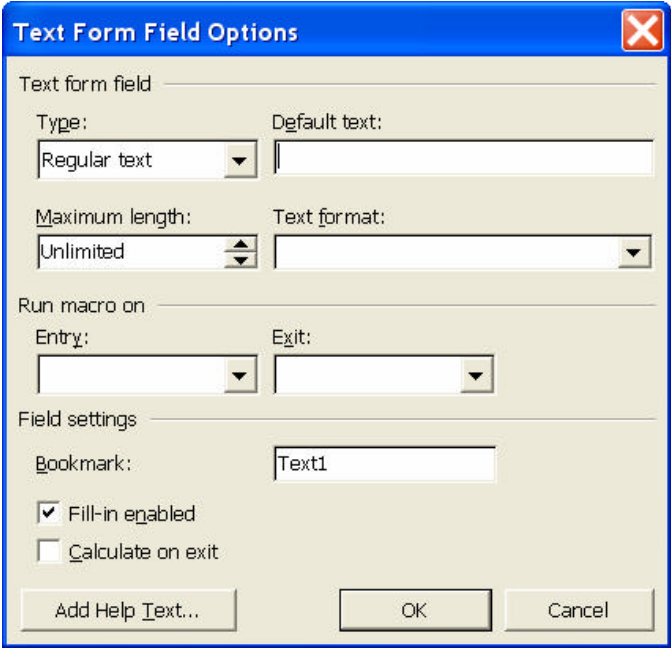 Text Form Field Options
Text form field
Type: Default text:
Regular text
Maximum length: Text format:
Unlimited
Run macro on
Entry: Exit:
Field settings
Bookmark: Text1
Fill-in enabled
Calculate on exit
Add Help Text... OK Cancel